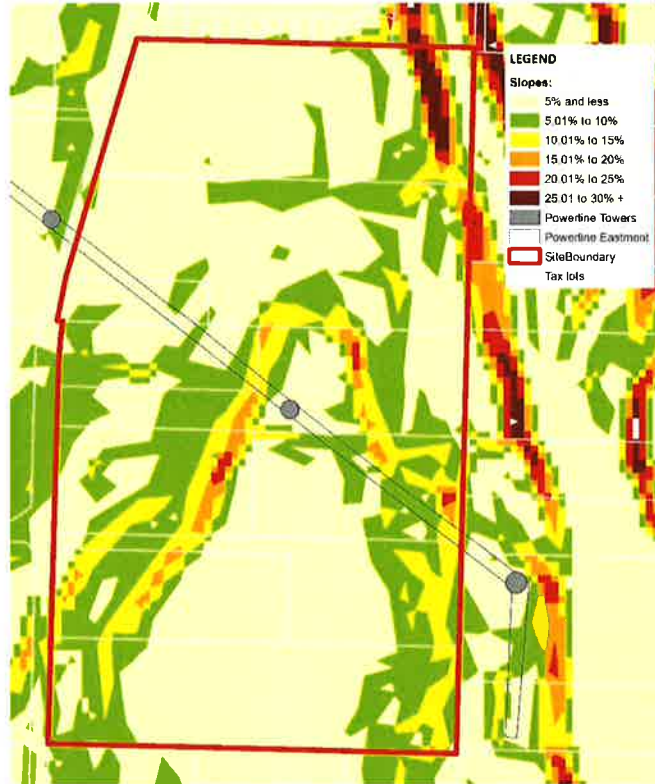 LEGEND
Slopes:
5% and less
5.01% to 10%
10.01% to 15%
15.01% to 20%
20.01% to 25%
25.01 to 30% +
Powerline Towers
Powerline Eastment
SiteBoundary
Tax lots